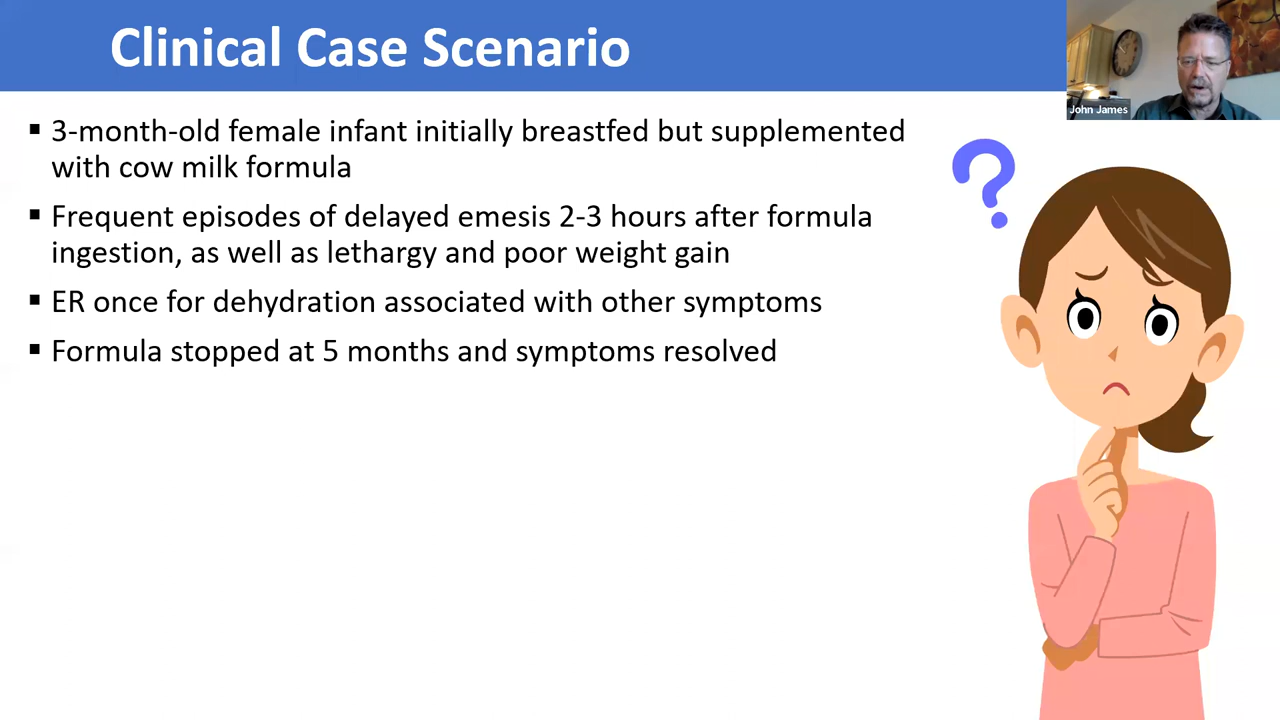 Clinical Case Scenario
John James
▪ 3-month-old female infant initially breastfed but supplemented
with cow milk formula
▪ Frequent episodes of delayed emesis 2-3 hours after formula
ingestion, as well as lethargy and poor weight gain
▪ ER once for dehydration associated with other symptoms
▪ Formula stopped at 5 months and symptoms resolved
?